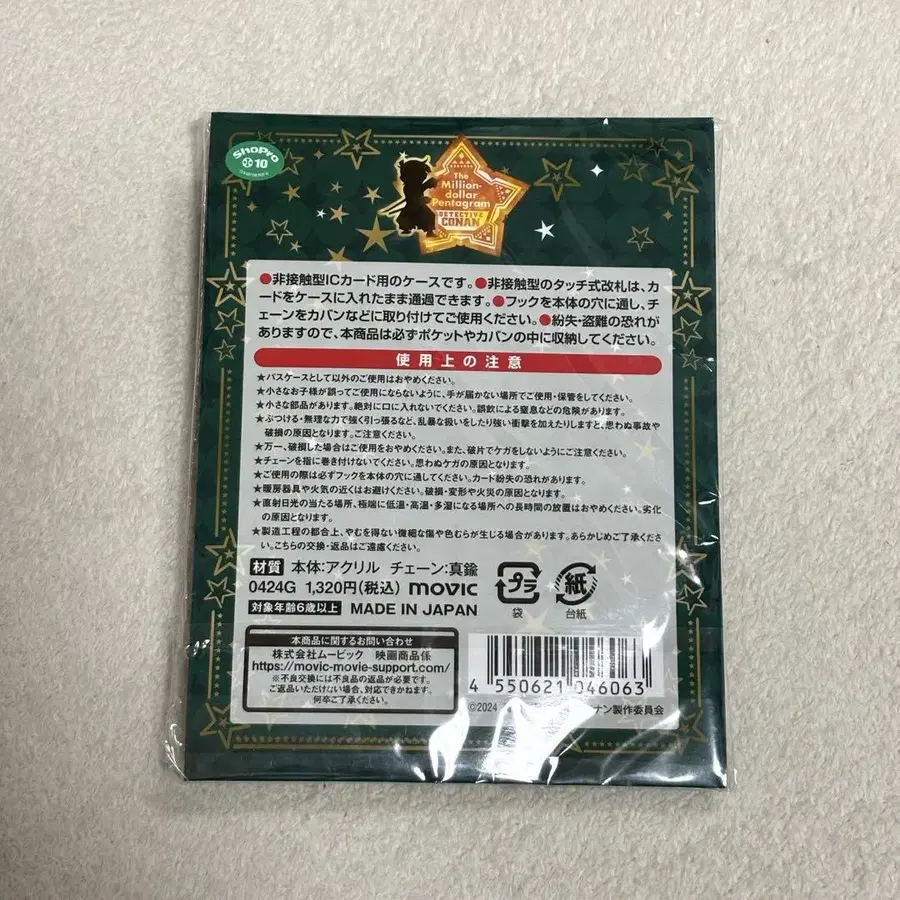 ShoPro
10
The
Million-
dollar
Pentagram
DETECTIVE
CONAN
●非接触型ICカード用のケースです。●非接触型のタッチ式改札は、カ
ードをケースに入れたまま通過できます。●フックを本体の穴に通し、チ
ェーンをカバンなどに取り付けてご使用ください。●紛失・盗難の恐れが
ありますので、本商品は必ずポケットやカバンの中に収納してください。
使用上の注意
★パスケースとして以外のご使用はおやめください。
★小さなお子様が誤ってご使用にならないように、手が届かない場所でご使用・保管をしてください。
★小さな部品があります。絶対に口に入れないでください。誤飲による窒息などの危険があります。
★ぶつける・無理な力で強く引っ張るなど、乱暴な扱いをしたり強い衝撃を加えたりしますと、思わぬ事故や
破損の原因となります。ご注意ください。
★万一、破損した場合はご使用をおやめください。また、破片でケガをしないようにご注意ください。
★チェーンを指に巻き付けないでください。思わぬケガの原因となります。
★ご使用の際は必ずフックを本体の穴に通してください。カード紛失の恐れがあります。
★暖房器具や火気の近くはお避けください。破損・変形や火災の原因となります。
★直射日光の当たる場所、極端に低温・高温・多湿になる場所への長時間の放置はおやめください。劣化
の原因となります。
★製造工程の都合上、やむを得ない微細な傷や色むらが生じる場合があります。あらかじめご了承くださ
い。こちらの交換・返品はご遠慮ください。
材質 本体:アクリル チェーン:真鍮
0424G 1,320円(税込) movic
対象年齢6歳以上 MADE IN JAPAN
プラ
袋
紙
台紙
本商品に関するお問い合わせ
株式会社ムービック 映画商品係
https://movic-movie-support.com/
※不良交換には不良品の返品が必要です。
ご返品いただけない場合、対応できかねます。
何卒ご了承ください。
4 550621 046063
©2024
ナン製作委員会